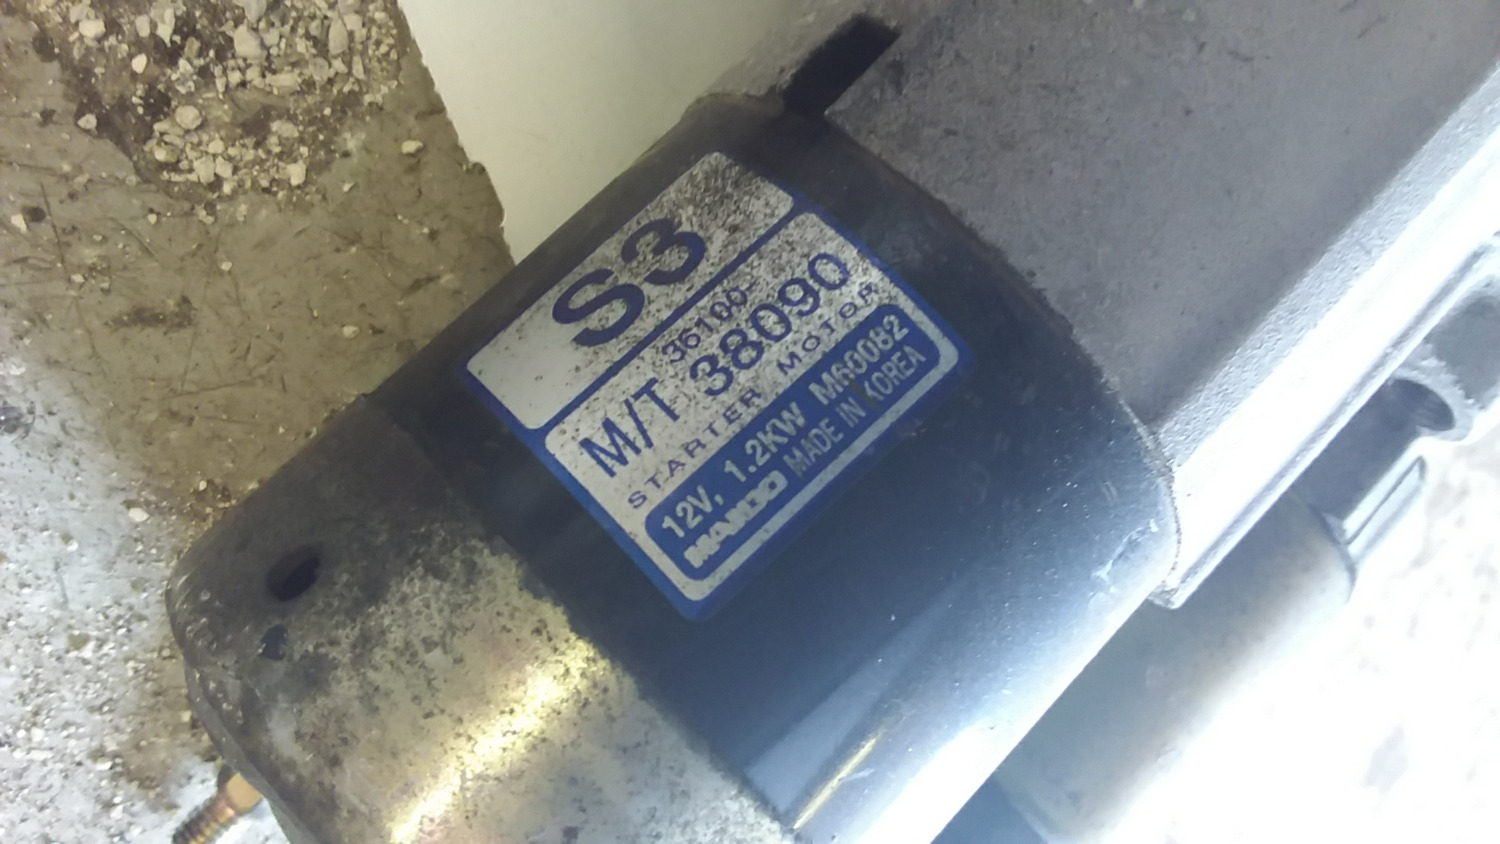 S3
36100-
M/T 38090
STARTER MOTOR
12V, 1.2KW M60082
MANDO MADE IN KOREA